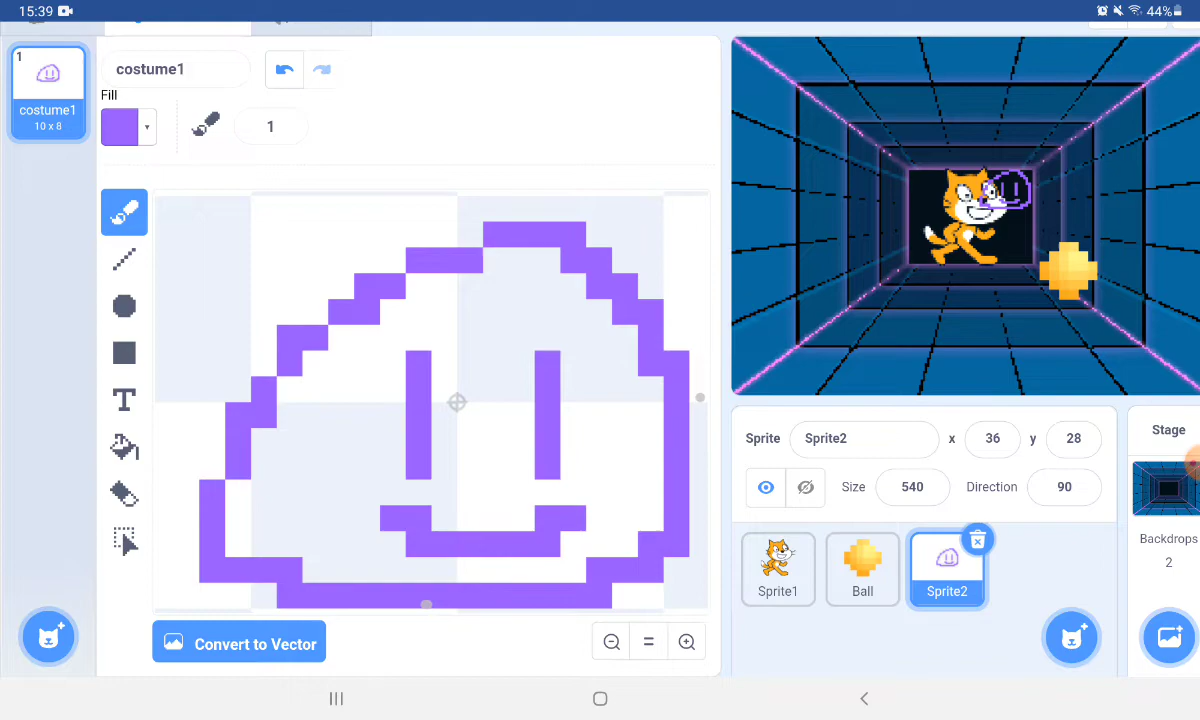 15:39
44%
1
costume1
10 x 8
costume1
Fill
1
T
Convert to Vector
Sprite Sprite2 x 36 y 28
Size 540 Direction 90
Sprite1
Ball
Sprite2
Stage
Backdrops
2